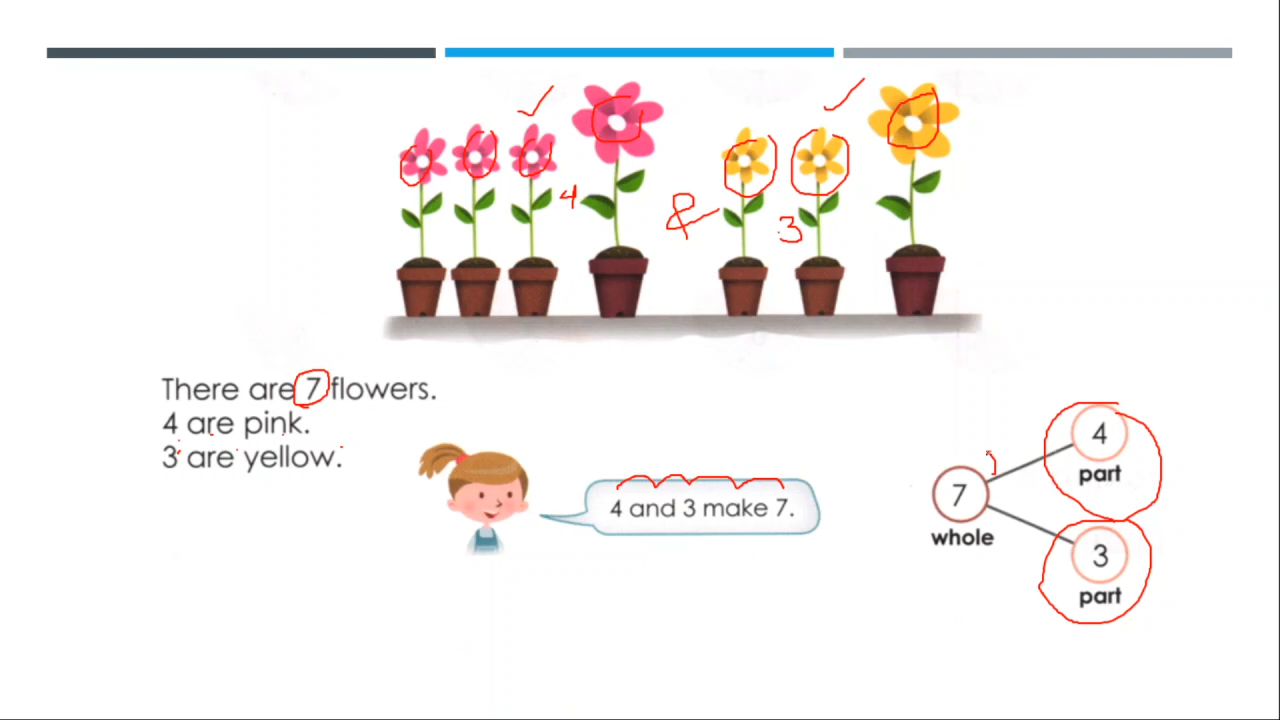 4 & 3
There are 7 flowers.
4 are pink.
3 are yellow.
4 and 3 make 7.
4
part
7
whole
3
part